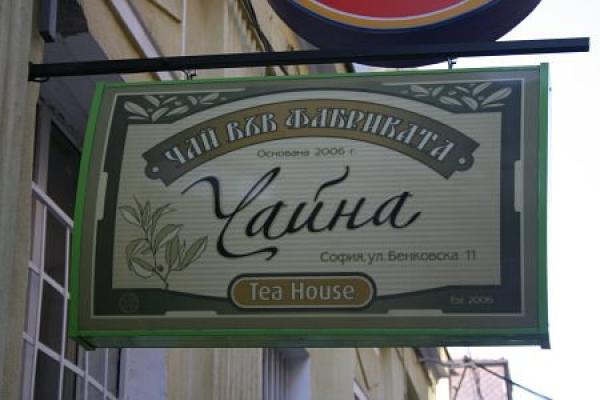 ЧАЙ ВЪВ ФАБРИКАТА
Основана 2006 г.
Чайна
София, ул. Бенковска 11
Tea House
Est. 2006